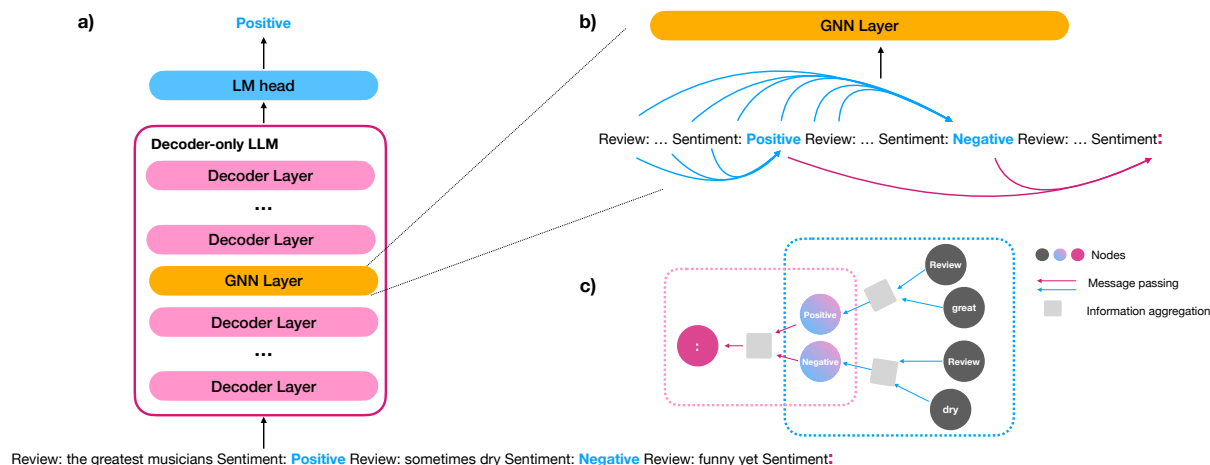 a)
Positive
LM head
Decoder-only LLM
Decoder Layer
...
Decoder Layer
GNN Layer
Decoder Layer
...
Decoder Layer
Review: the greatest musicians Sentiment: Positive Review: sometimes dry Sentiment: Negative Review: funny yet Sentiment:
b)
GNN Layer
Review: ... Sentiment: Positive Review: ... Sentiment: Negative Review: ... Sentiment:
c)
:
Positive
Negative
Review
great
Review
dry
Nodes
Message passing
Information aggregation